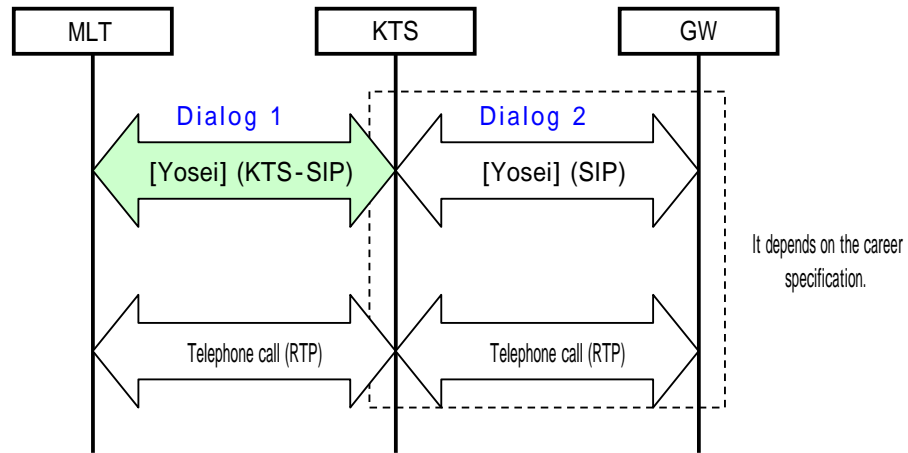 MLT
KTS
GW
Dialog 1
Dialog 2
[Yosei] (KTS-SIP)
[Yosei] (SIP)
It depends on the career
specification.
Telephone call (RTP)
Telephone call (RTP)